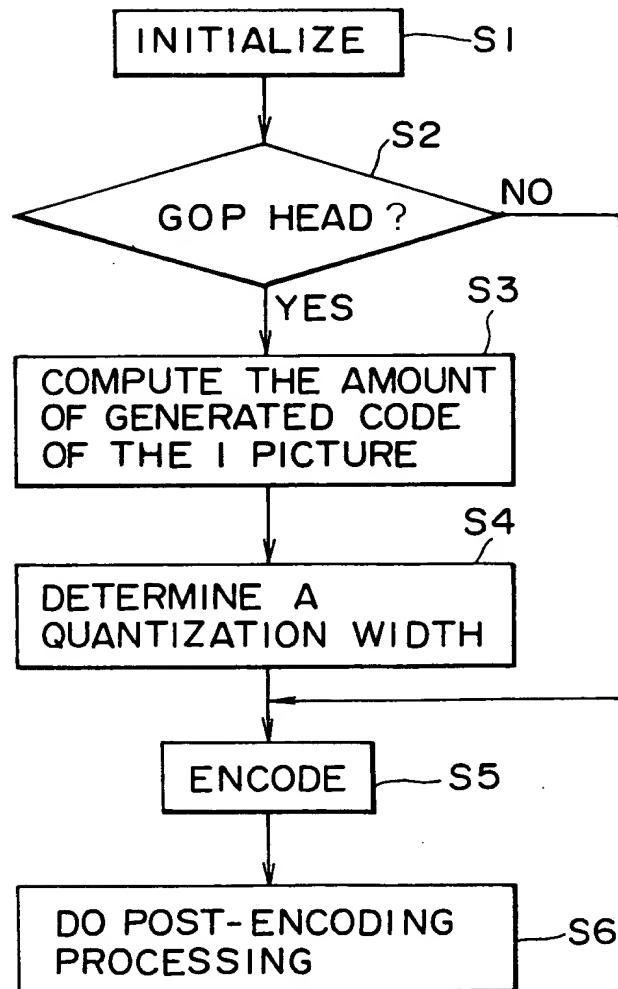 INITIALIZE
S1
S2
GOP HEAD?
NO
YES
S3
COMPUTE THE AMOUNT
OF GENERATED CODE
OF THE I PICTURE
S4
DETERMINE A
QUANTIZATION WIDTH
ENCODE
S5
DO POST-ENCODING
PROCESSING
S6